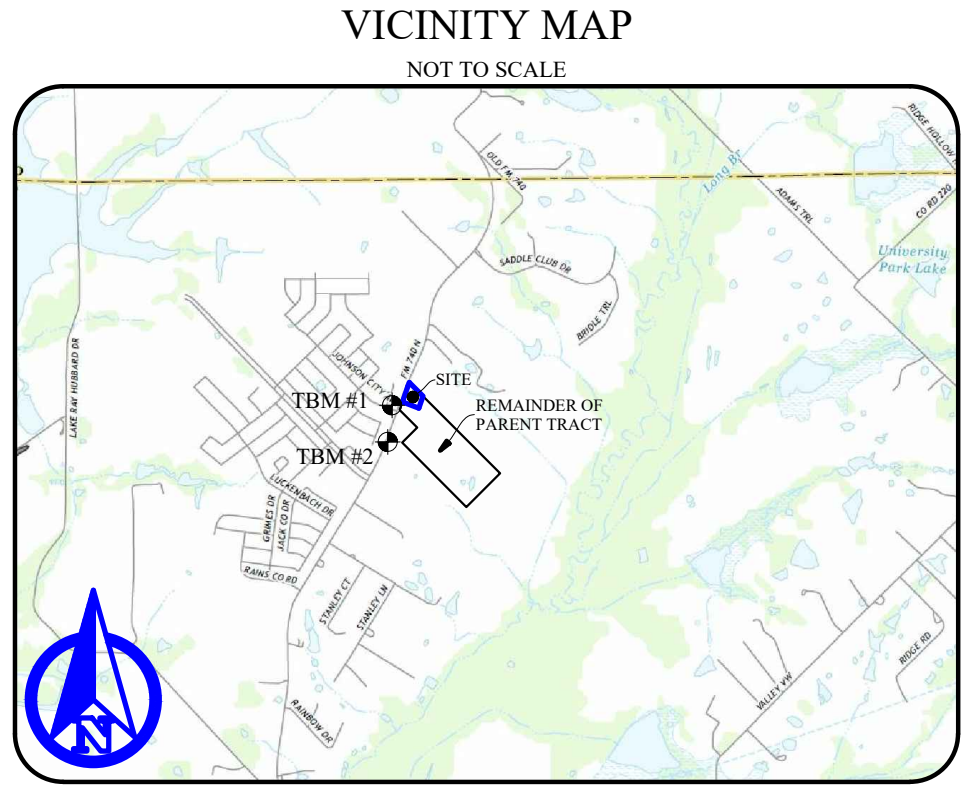 VICINITY MAP
NOT TO SCALE
RIDGE HOLLOW
OLD FM 740
Long Br
ADAMS TRL
CO RD 220
SADDLE CLUB DR
University
Park Lake
BRIDLE TRL
LAKE RAY HUBBARD DR
JOHNSON CITY
FM 740 N
SITE
TBM #1
REMAINDER OF
PARENT TRACT
TBM #2
LUCKENBACH DR
GRIMES DR
JACK CO DR
RAINS CO RD
STANLEY CT
STANLEY LN
RIDGE RD
VALLEY VW
RAINBOW DR
N